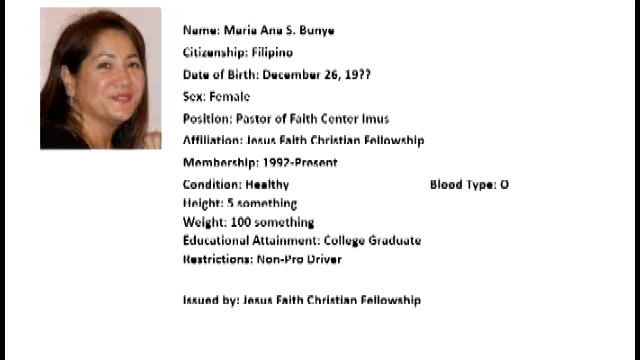 Name: Maria Ana S. Bunye
Citizenship: Filipino
Date of Birth: December 26, 19??
Sex: Female
Position: Pastor of Faith Center Imus
Affiliation: Jesus Faith Christian Fellowship
Membership: 1992-Present
Condition: Healthy Blood Type: O
Height: 5 something
Weight: 100 something
Educational Attainment: College Graduate
Restrictions: Non-Pro Driver
Issued by: Jesus Faith Christian Fellowship